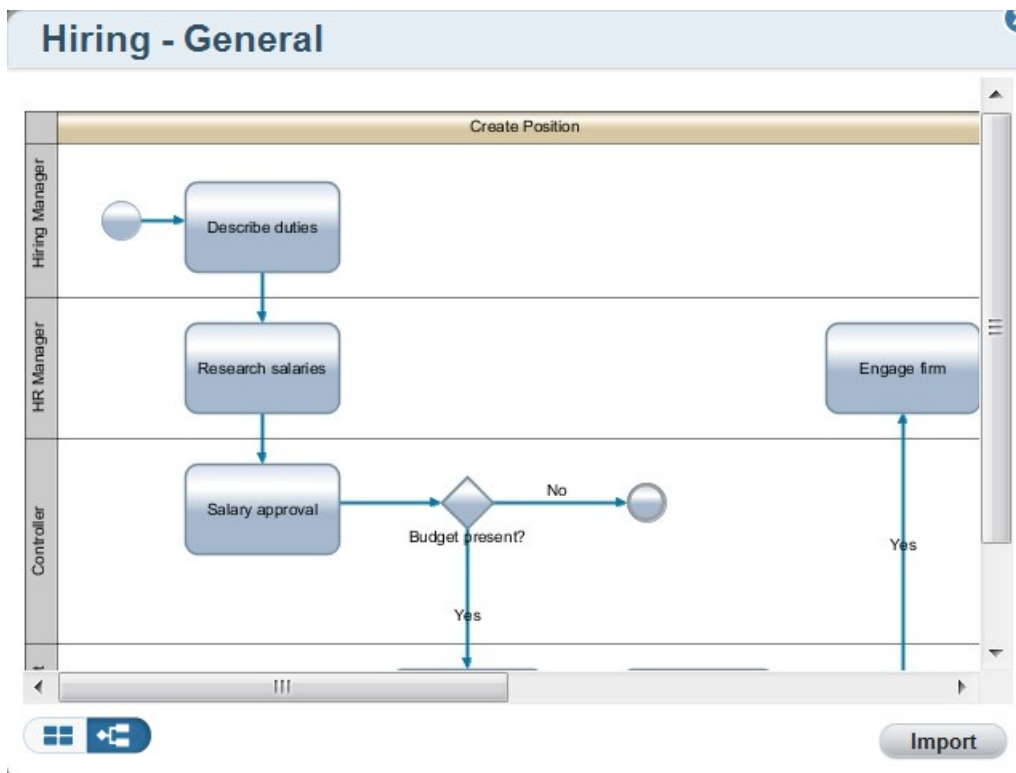 Hiring - General
Create Position
Hiring Manager
Describe duties
HR Manager
Research salaries
Engage firm
Controller
Salary approval
No
Budget present?
Yes
Yes
Import